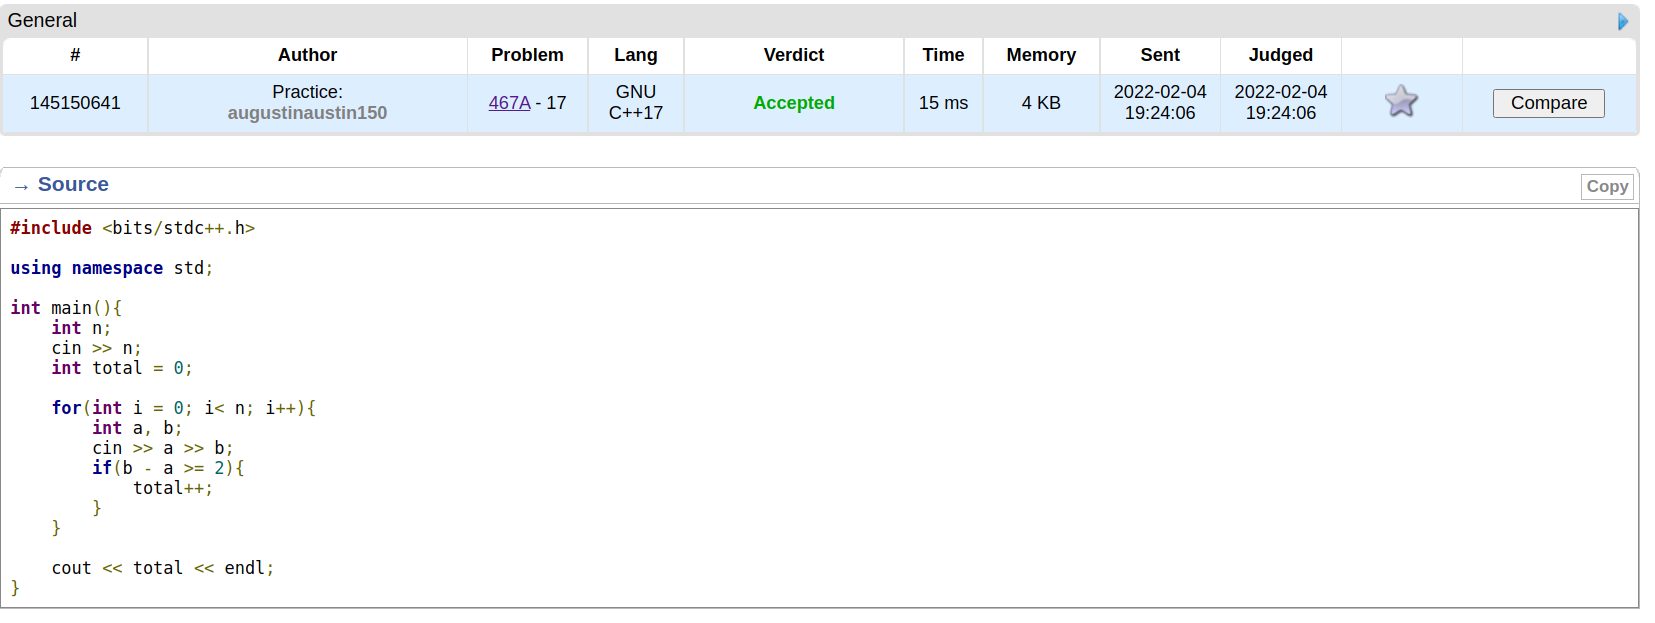 General
# Author Problem Lang Verdict Time Memory Sent Judged
145150641 Practice: augustinaustin150 467A - 17 GNU C++17 Accepted 15 ms 4 KB 2022-02-04 19:24:06 2022-02-04 19:24:06 Compare
→ Source Copy
#include <bits/stdc++.h>
using namespace std;
int main(){
    int n;
    cin >> n;
    int total = 0;
    for(int i = 0; i< n; i++){
        int a, b;
        cin >> a >> b;
        if(b - a >= 2){
            total++;
        }
    }
    cout << total << endl;
}